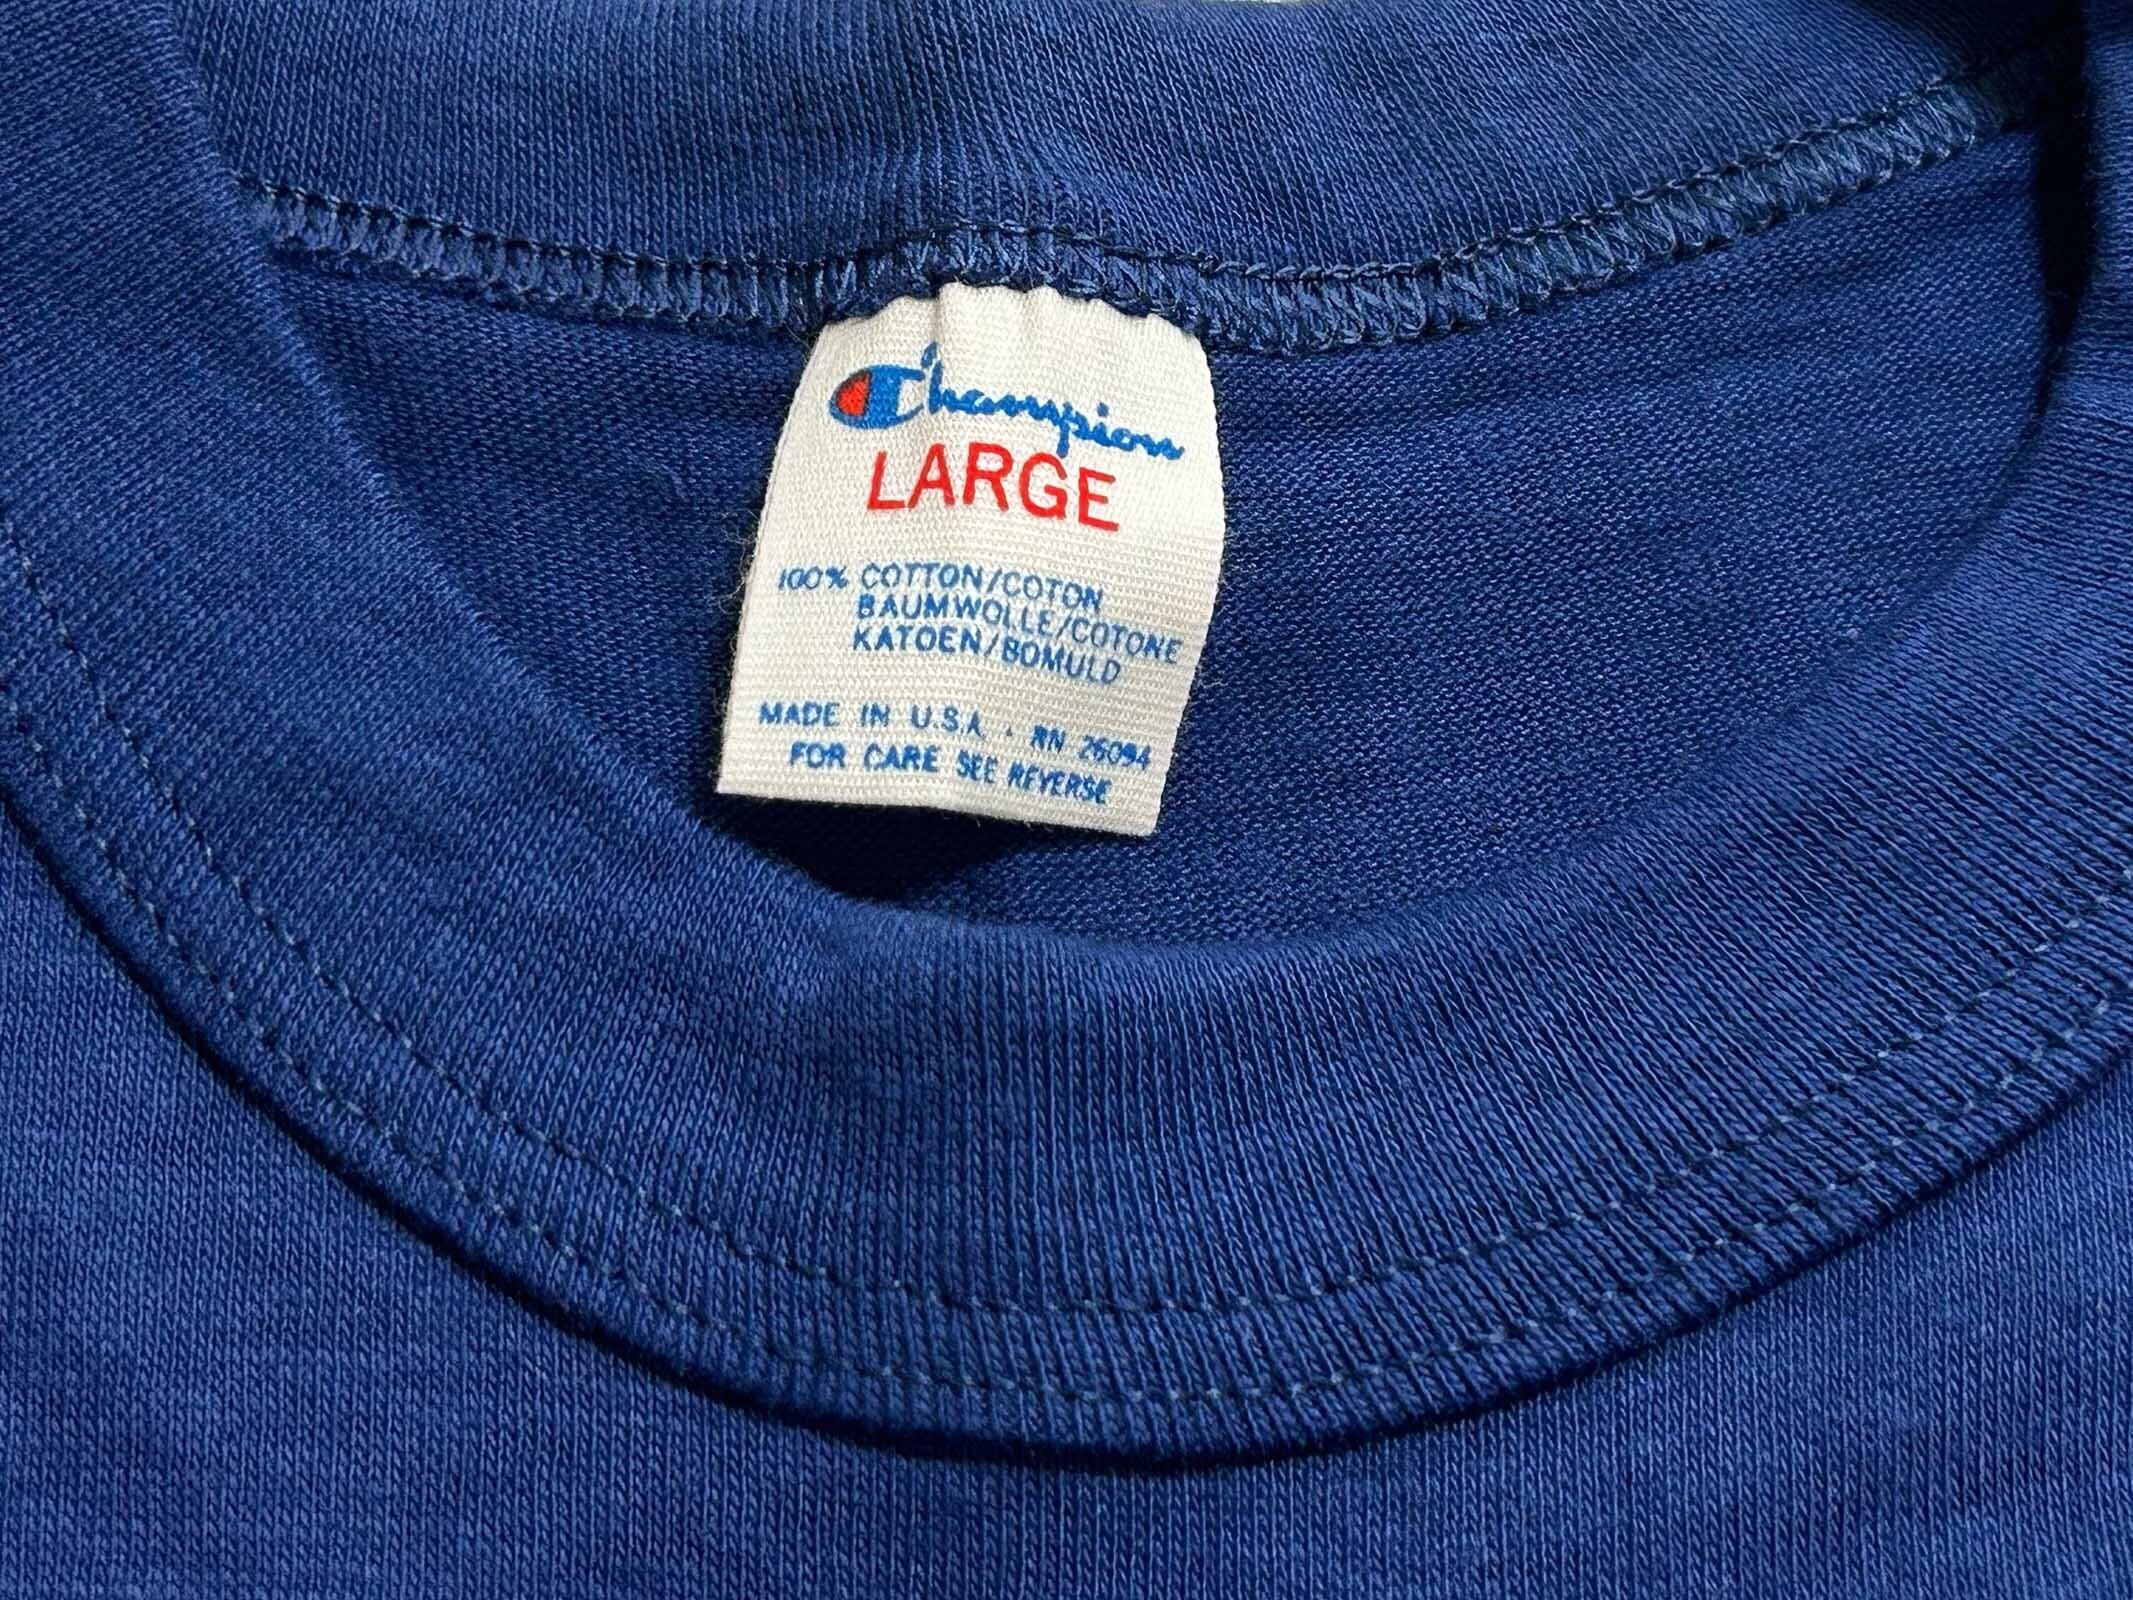 Champion
LARGE
100% COTTON/COTON
BAUMWOLLE/COTONE
KATOEN/BOMULD
MADE IN U.S.A. RN 26094
FOR CARE SEE REVERSE